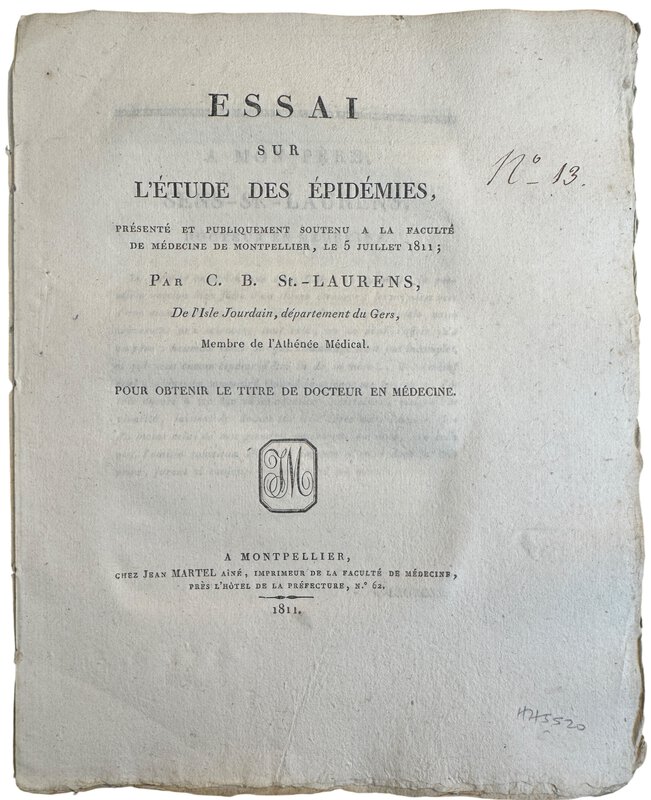 ESSAI
SUR
L'ÉTUDE DES ÉPIDÉMIES,
PRÉSENTÉ ET PUBLIQUEMENT SOUTENU A LA FACULTÉ
DE MÉDECINE DE MONTPELLIER, LE 5 JUILLET 1811;
PAR C. B. St.-LAURENS,
De l'Isle Jourdain, département du Gers,
Membre de l'Athénée Médical.
POUR OBTENIR LE TITRE DE DOCTEUR EN MÉDECINE.
N° 13.
JM
A MONTPELLIER,
CHEZ JEAN MARTEL AÎNÉ, IMPRIMEUR DE LA FACULTÉ DE MÉDECINE,
PRÈS L'HÔTEL DE LA PRÉFECTURE, N.° 62.
1811.